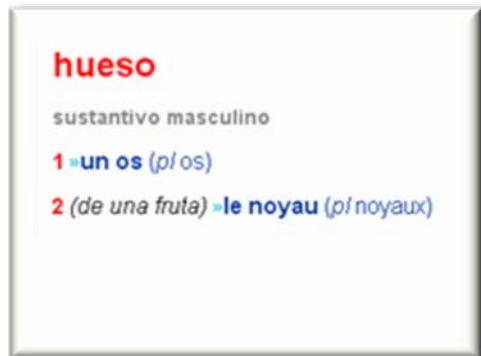 hueso
sustantivo masculino
1 »un os (pl os)
2 (de una fruta) »le noyau (pl noyaux)